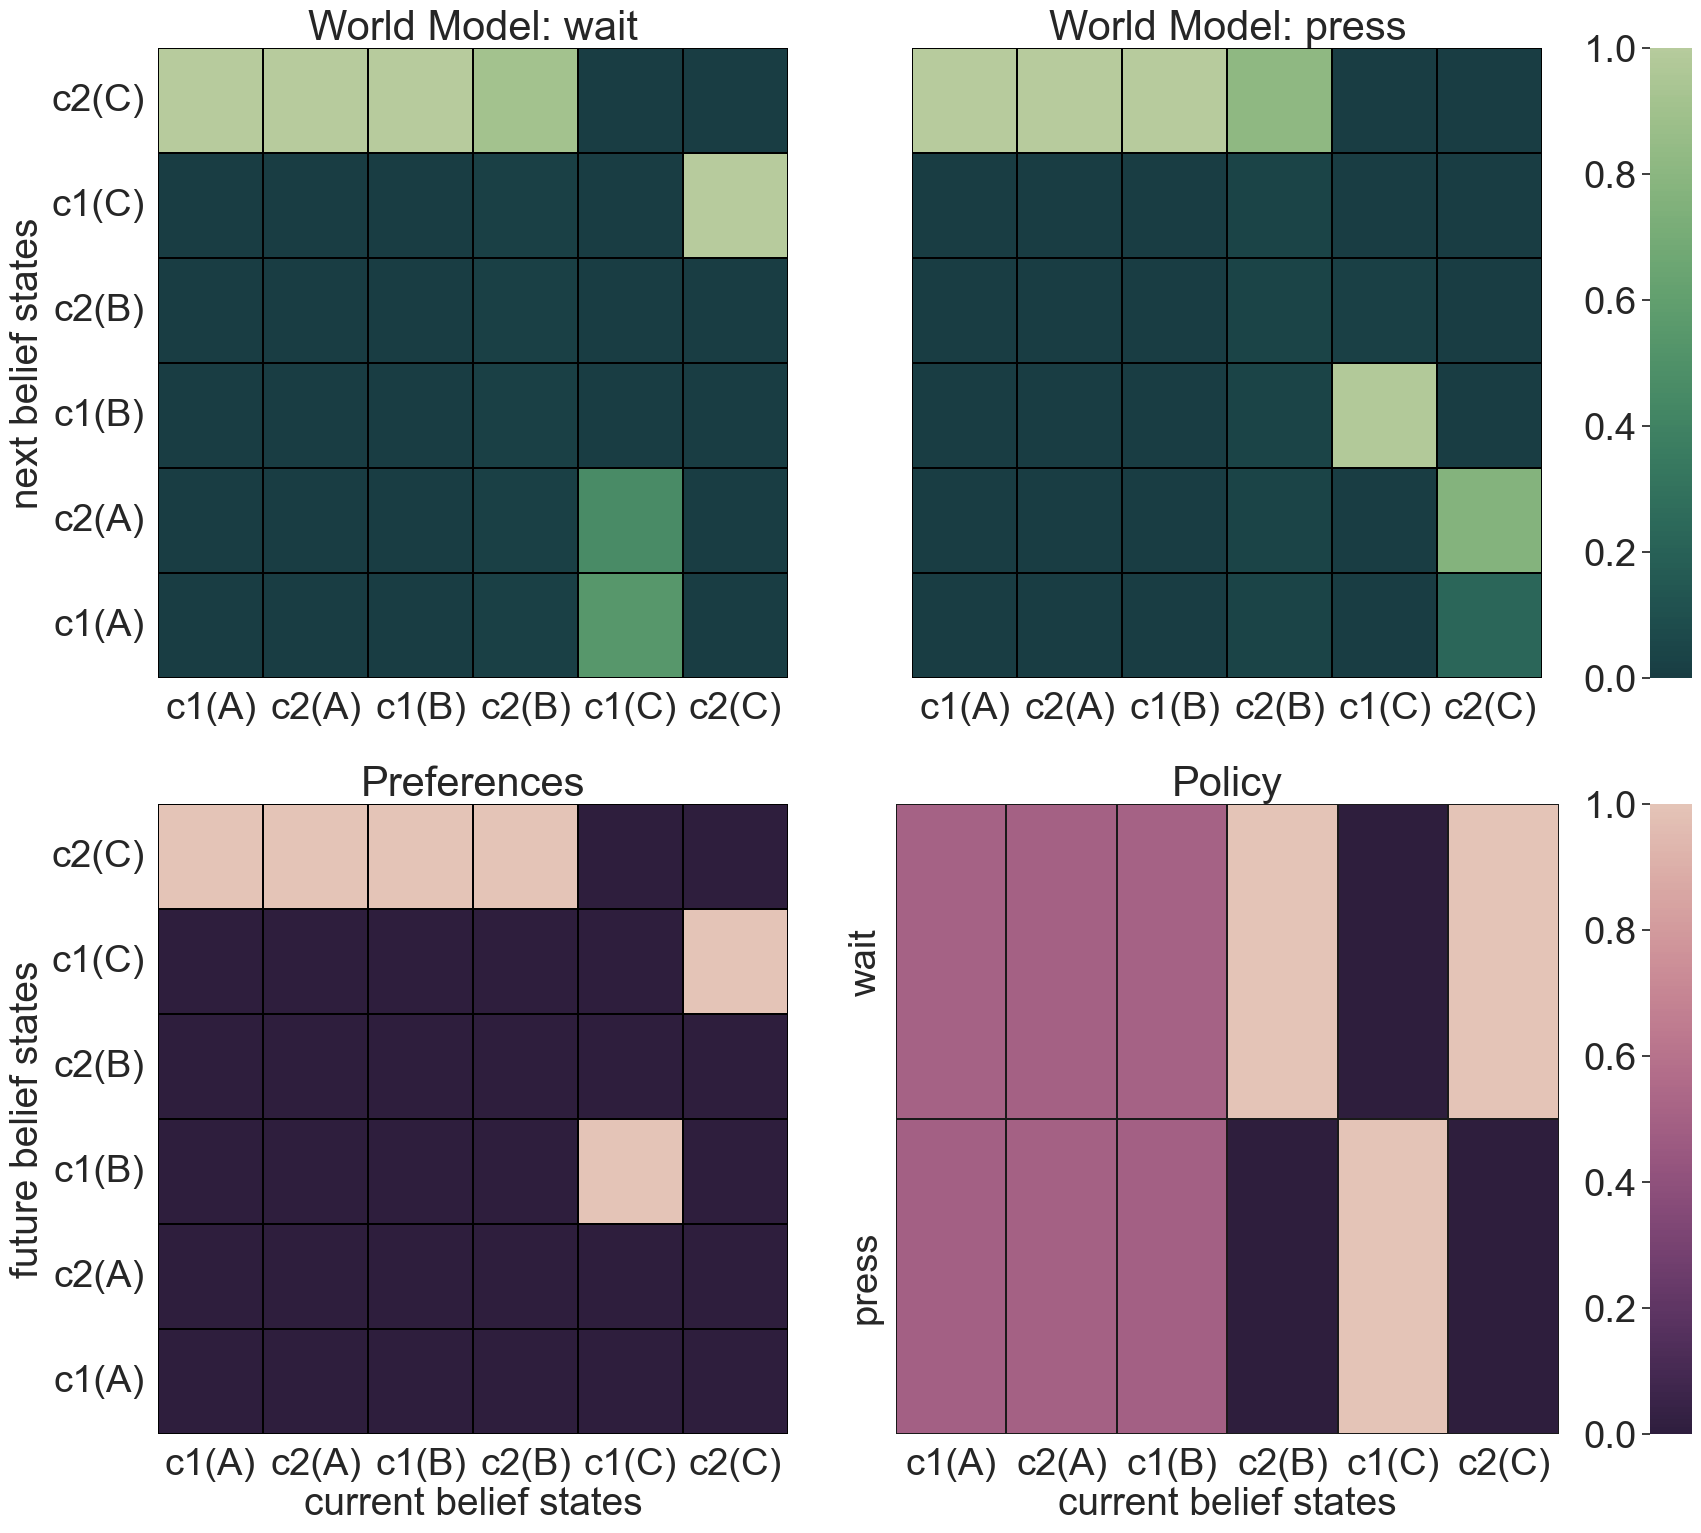 World Model: wait
World Model: press
next belief states
c2(C)
c1(C)
c2(B)
c1(B)
c2(A)
c1(A)
c1(A) c2(A) c1(B) c2(B) c1(C) c2(C)
c1(A) c2(A) c1(B) c2(B) c1(C) c2(C)
1.0
0.8
0.6
0.4
0.2
0.0
Preferences
Policy
future belief states
c2(C)
c1(C)
c2(B)
c1(B)
c2(A)
c1(A)
c1(A) c2(A) c1(B) c2(B) c1(C) c2(C)
current belief states
wait
press
c1(A) c2(A) c1(B) c2(B) c1(C) c2(C)
current belief states
1.0
0.8
0.6
0.4
0.2
0.0